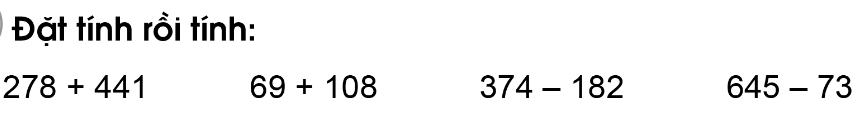 Đặt tính rồi tính:
278 + 441 69 + 108 374 – 182 645 – 73